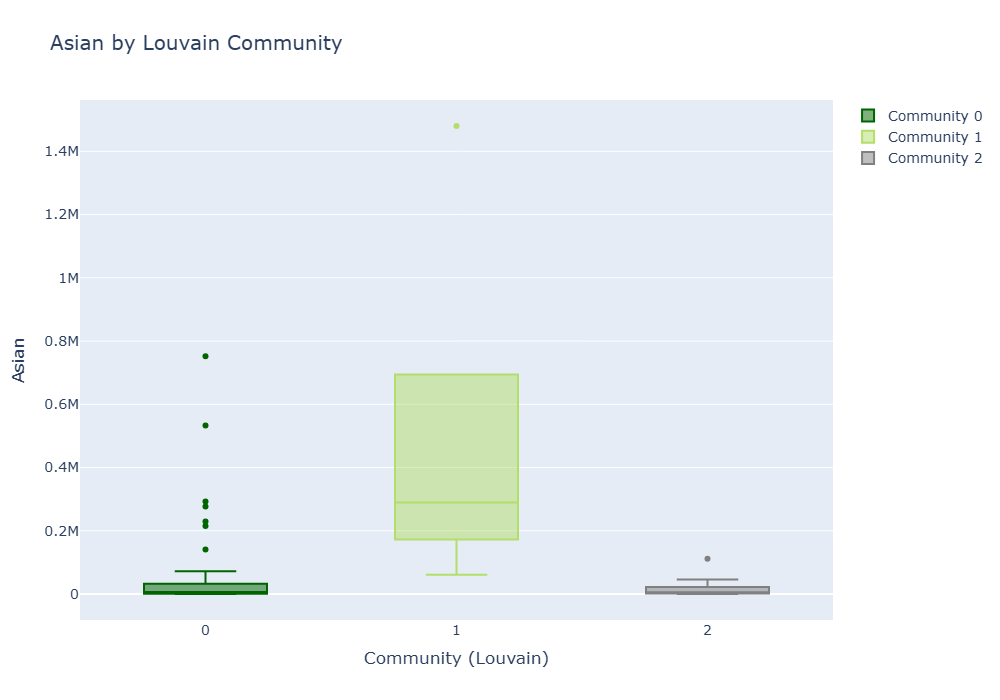 Asian by Louvain Community
Community 0
Community 1
Community 2
1.4M
1.2M
1M
0.8M
0.6M
0.4M
0.2M
0
Asian
0
1
2
Community (Louvain)